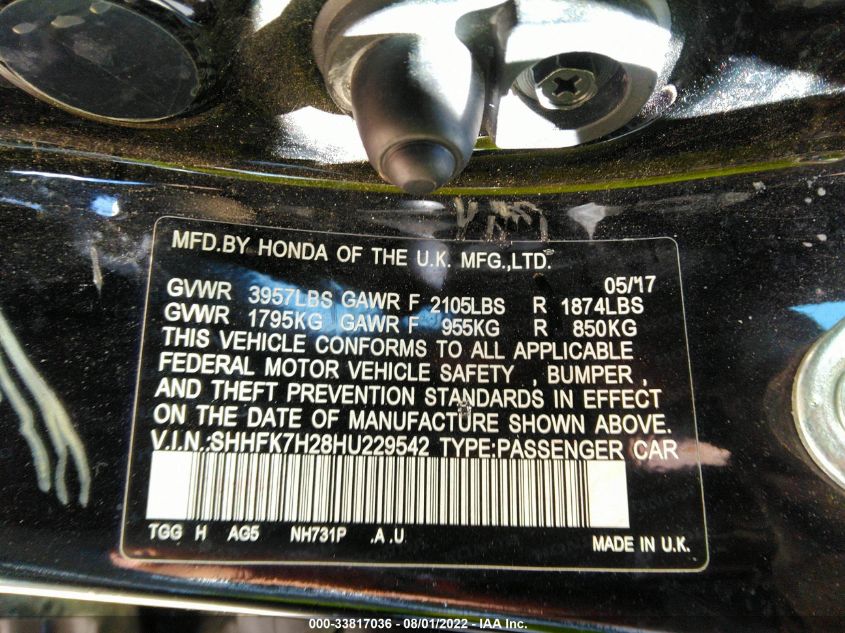 MFD.BY HONDA OF THE U.K. MFG.,LTD.
05/17
GVWR 3957LBS GAWR F 2105LBS R 1874LBS
GVWR 1795KG GAWR F 955KG R 850KG
THIS VEHICLE CONFORMS TO ALL APPLICABLE
FEDERAL MOTOR VEHICLE SAFETY , BUMPER ,
AND THEFT PREVENTION STANDARDS IN EFFECT
ON THE DATE OF MANUFACTURE SHOWN ABOVE.
V.I.N.:SHHFK7H28HU229542 TYPE:PASSENGER CAR
TGG H AG5 NH731P .A .U
MADE IN U.K.
000-33817036 - 08/01/2022 - ©2022 IAA, Inc.